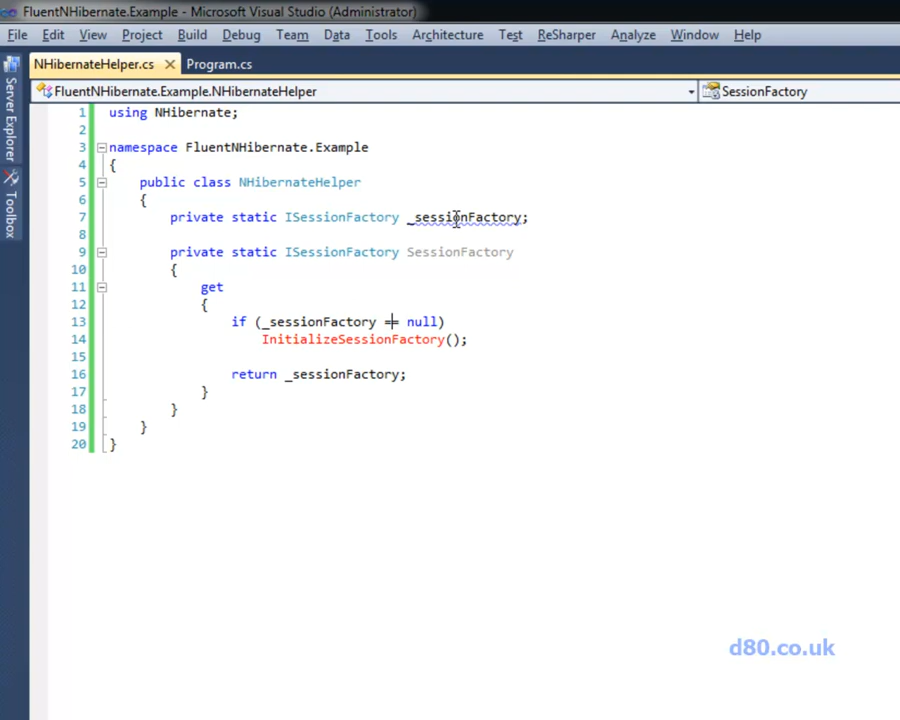 FluentNHibernate.Example - Microsoft Visual Studio (Administrator)
File Edit View Project Build Debug Team Data Tools Architecture Test ReSharper Analyze Window Help
NHibernateHelper.cs Program.cs
FluentNHibernate.Example.NHibernateHelper SessionFactory
Server Explorer
Toolbox
1 using NHibernate;
2
3 namespace FluentNHibernate.Example
4 {
5 public class NHibernateHelper
6 {
7 private static ISessionFactory _sessionFactory;
8
9 private static ISessionFactory SessionFactory
10 {
11 get
12 {
13 if (_sessionFactory == null)
14 InitializeSessionFactory();
15
16 return _sessionFactory;
17 }
18 }
19 }
20 }
d80.co.uk